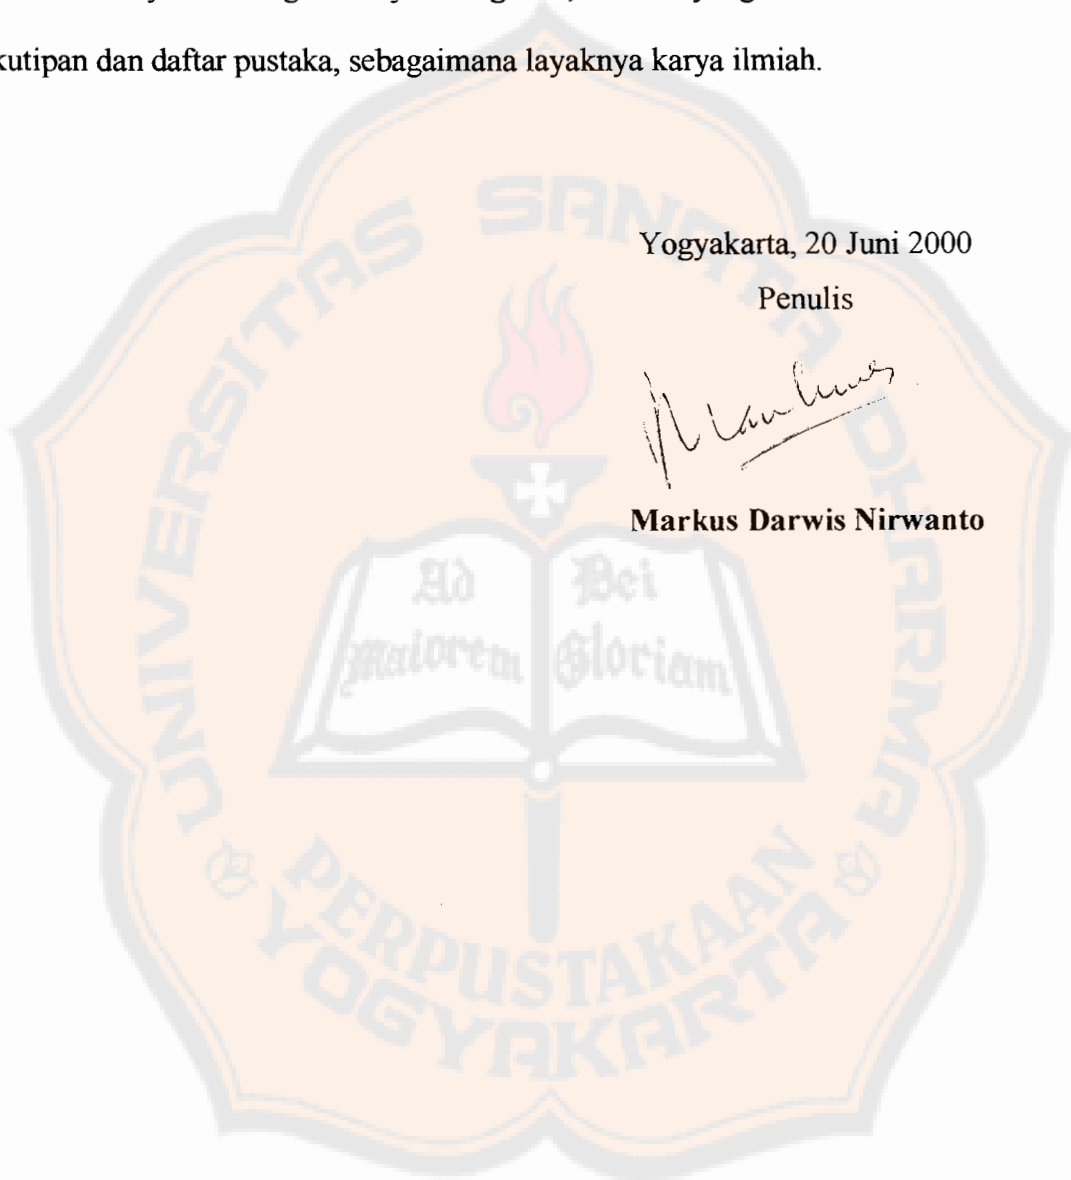 kutipan dan daftar pustaka, sebagaimana layaknya karya ilmiah.
Yogyakarta, 20 Juni 2000
Penulis
Markus Darwis Nirwanto
UNIVERSITAS SANATA DHARMA
Ad Dei
Maiorem Gloriam
PERPUSTAKAAN
YOGYAKARTA